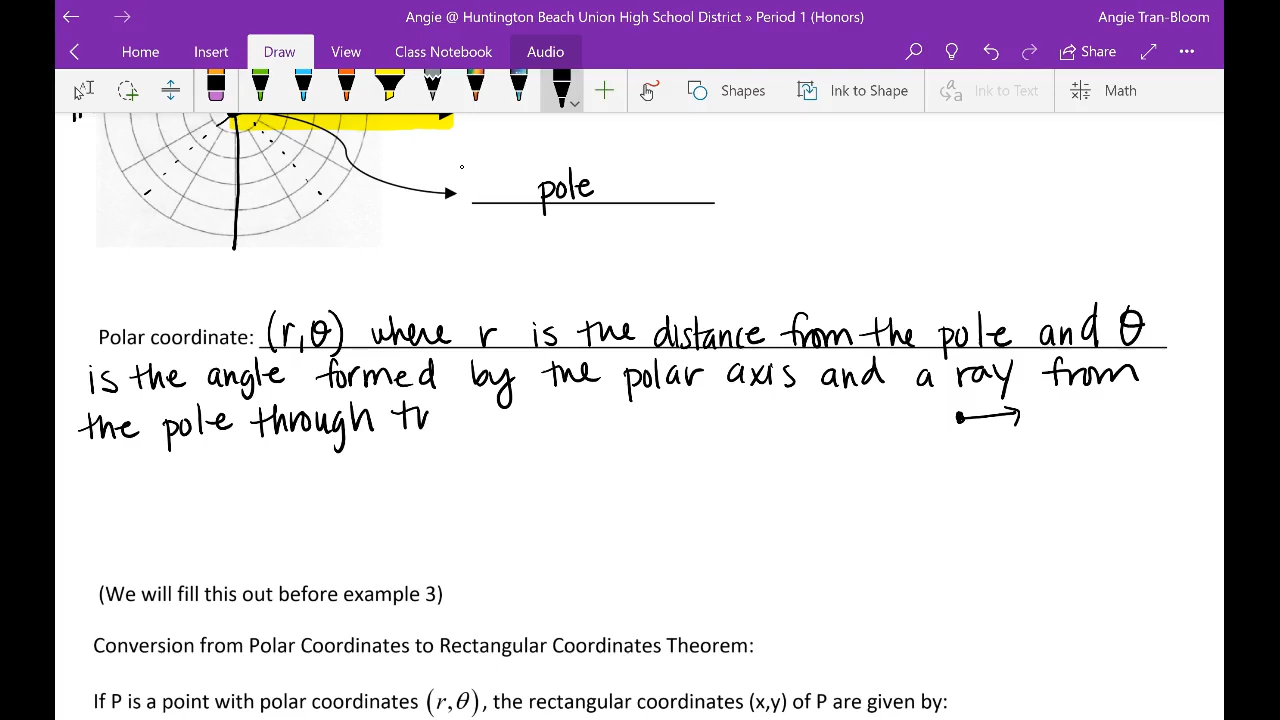 Angie @ Huntington Beach Union High School District » Period 1 (Honors)
Angie Tran-Bloom
Home Insert Draw View Class Notebook Audio
Share
Shapes Ink to Shape Ink to Text Math
pole
Polar coordinate: (r, θ) where r is the distance from the pole and θ
is the angle formed by the polar axis and a ray from
the pole through
(We will fill this out before example 3)
Conversion from Polar Coordinates to Rectangular Coordinates Theorem:
If P is a point with polar coordinates (r,θ), the rectangular coordinates (x,y) of P are given by: